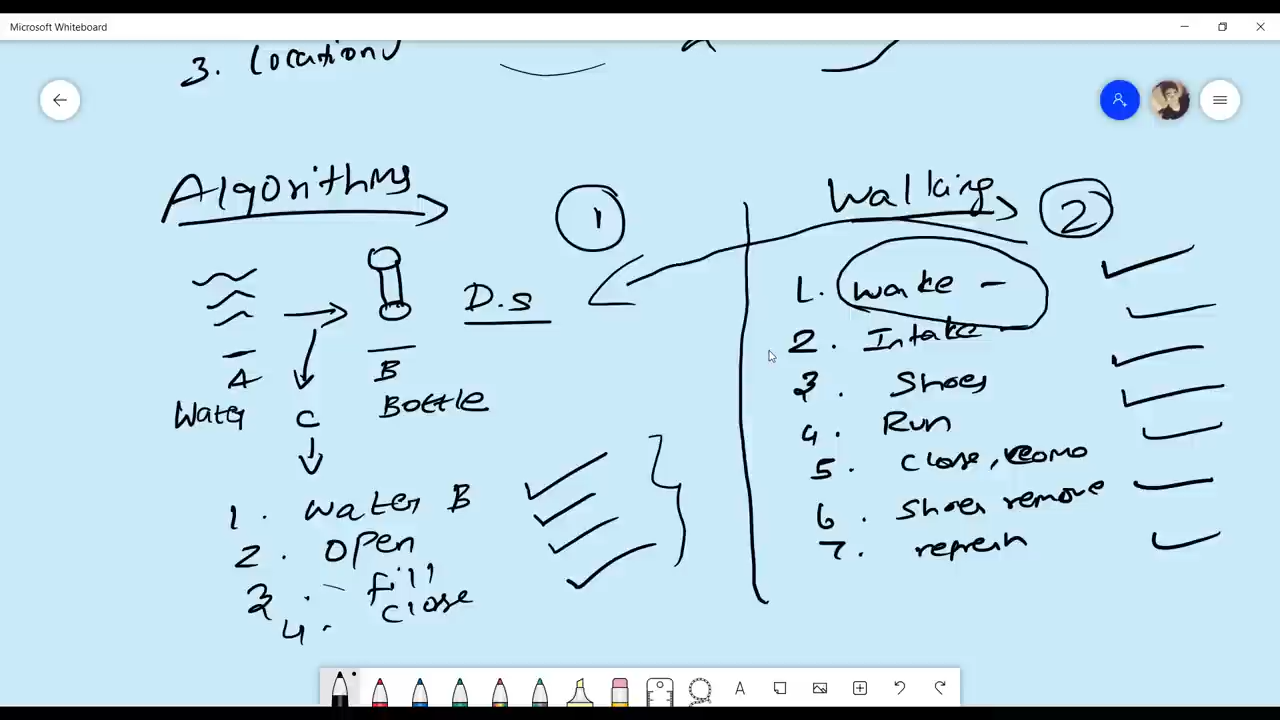 Microsoft Whiteboard
3. Location
Algorithms
1
D.s
A
B
Water
C
Bottle
1. Water B
2. Open
3. fill
4. close
Walking
2
1. Wake -
2. Intake
3. Shoes
4. Run
5. Close,
6. Shoes remove
7. refresh
A